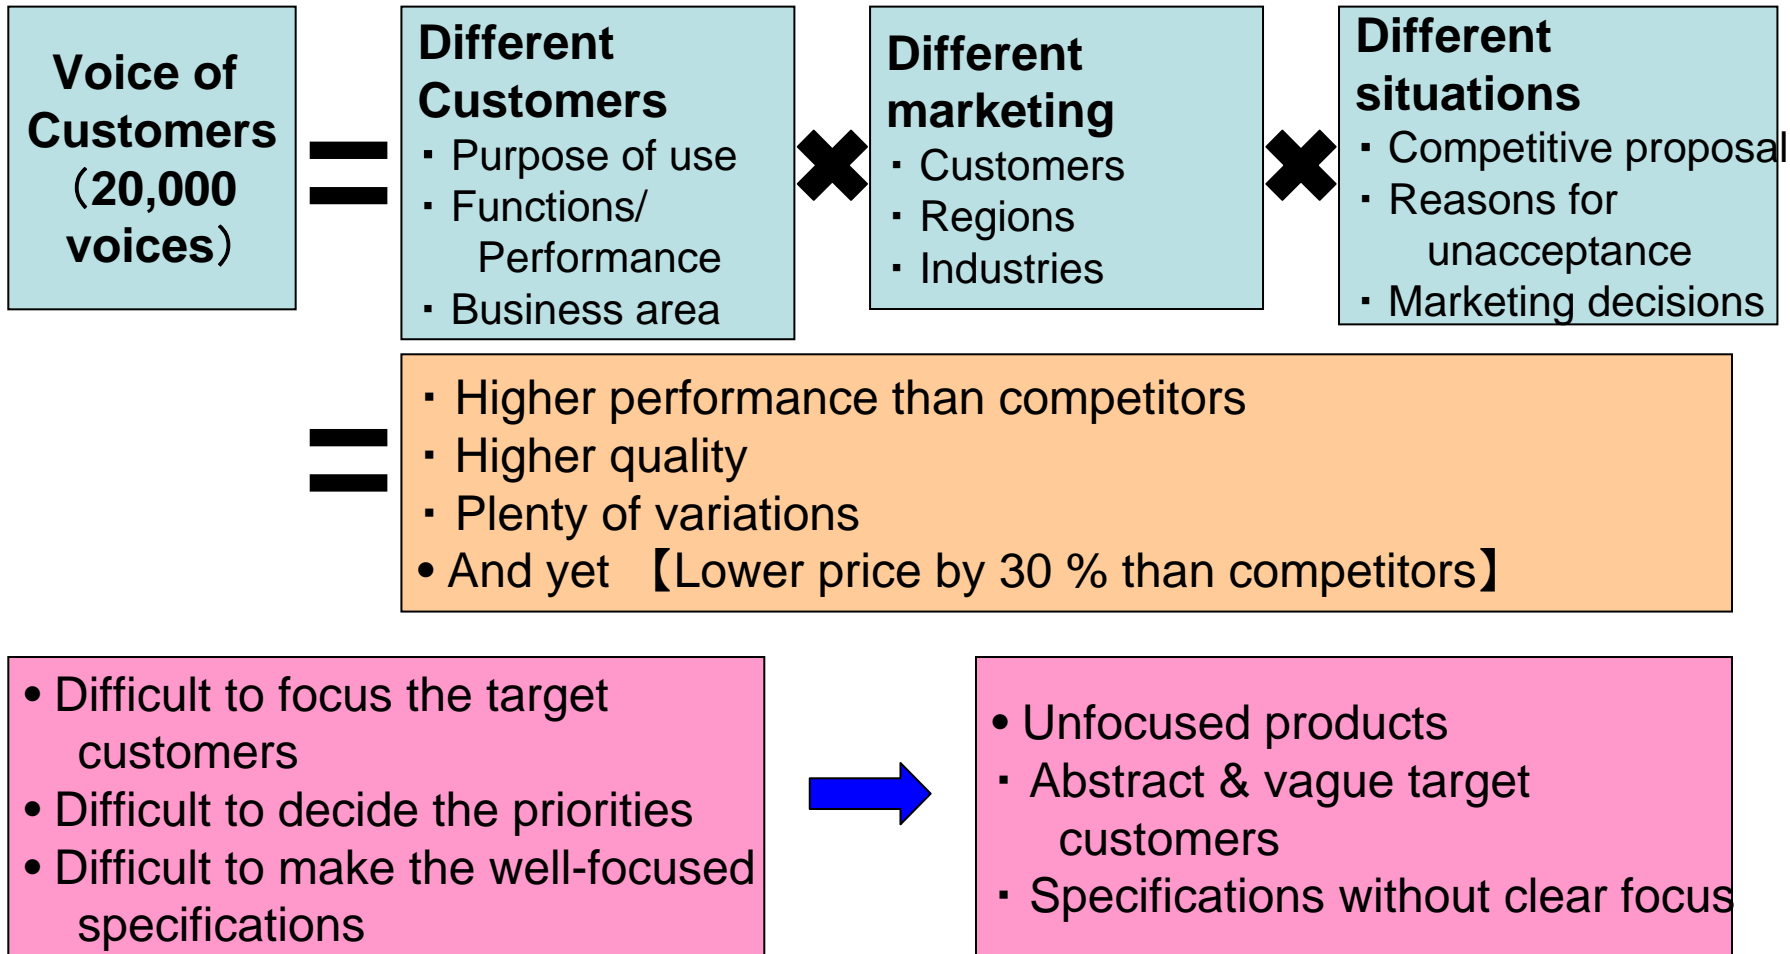 Voice of
Customers
（20,000
voices）
Different
Customers
・Purpose of use
・Functions/
Performance
・Business area
Different
marketing
・Customers
・Regions
・Industries
Different
situations
・Competitive proposal
・Reasons for
unacceptance
・Marketing decisions
・Higher performance than competitors
・Higher quality
・Plenty of variations
• And yet 【Lower price by 30 % than competitors】
• Difficult to focus the target
customers
• Difficult to decide the priorities
• Difficult to make the well-focused
specifications
• Unfocused products
・Abstract & vague target
customers
・Specifications without clear focus